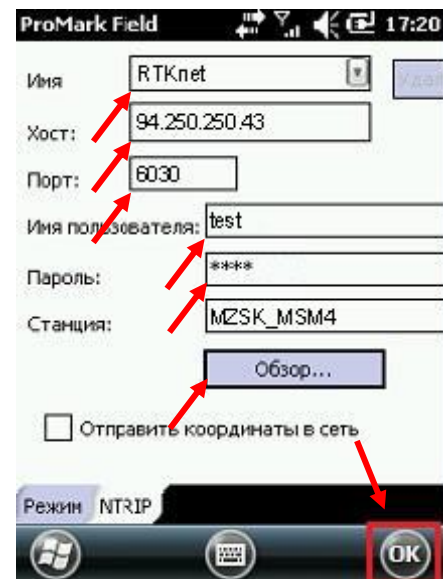 ProMark Field 17:20
Имя RTKnet Удал
Хост: 94.250.250.43
Порт: 6030
Имя пользователя: test
Пароль: ****
Станция: MZSK_MSM4
Обзор...
Отправить координаты в сеть
Режим NTRIP
OK